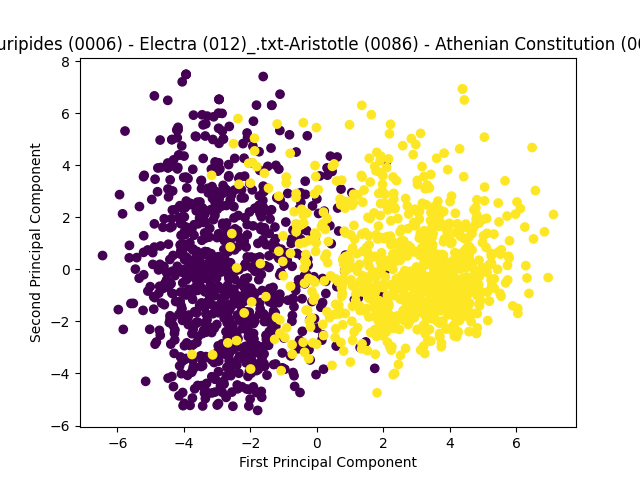 uripides (0006) - Electra (012)_.txt-Aristotle (0086) - Athenian Constitution (00
8
6
4
2
0
−2
−4
−6
Second Principal Component
−6 −4 −2 0 2 4 6
First Principal Component